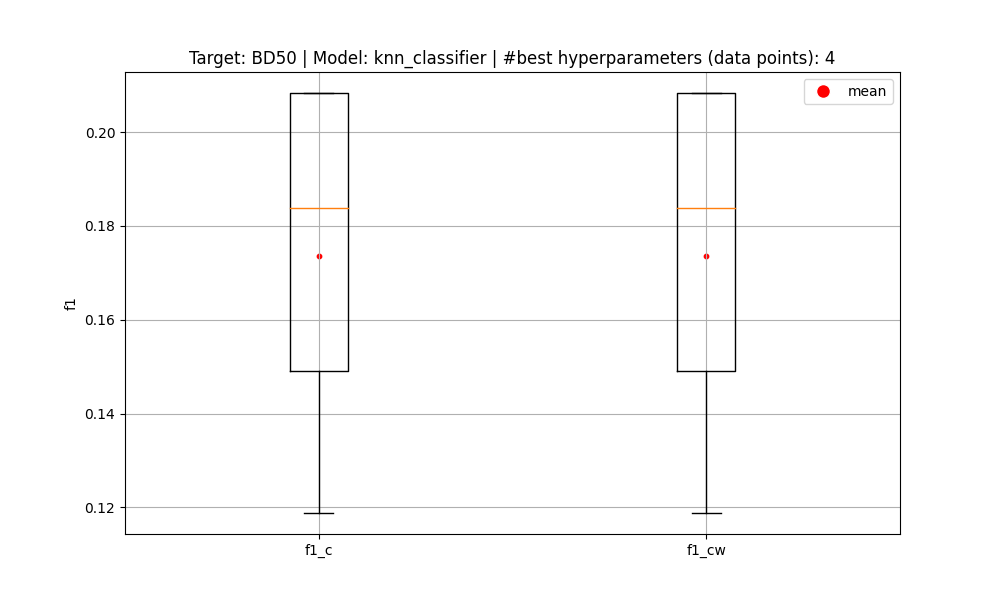 Target: BD50 | Model: knn_classifier | #best hyperparameters (data points): 4
mean
0.20
0.18
0.16
0.14
0.12
f1
f1_c
f1_cw